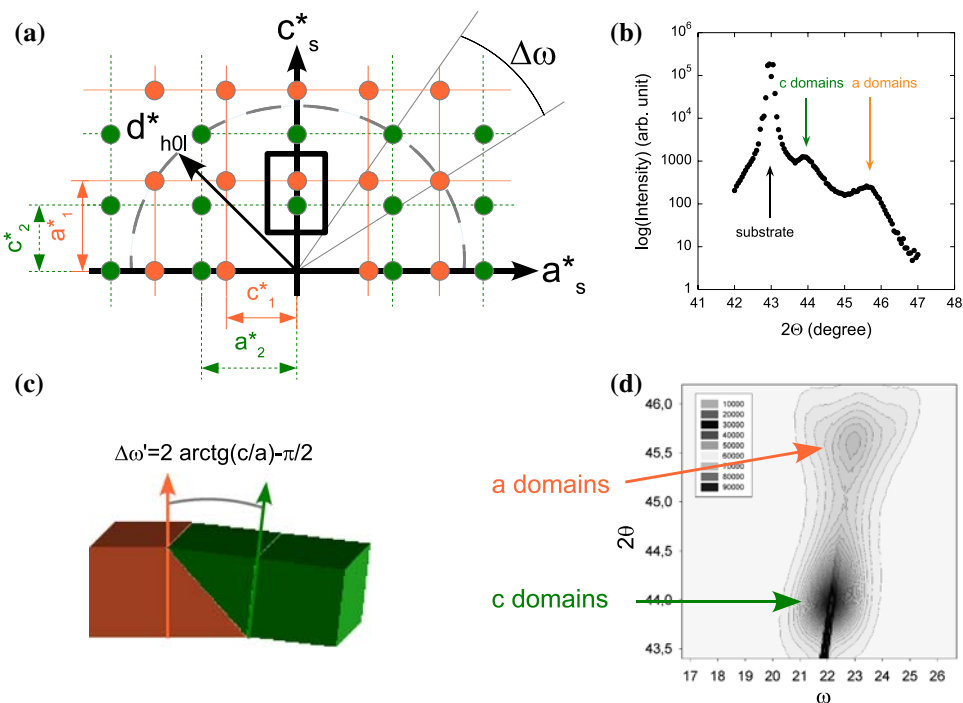 (a)
c*s
Δω
d*h0l
a*s
c*2
a*1
c*1
a*2
(b)
log(Intensity) (arb. unit)
10^6
10^5
10^4
1000
100
10
1
c domains
a domains
substrate
41 42 43 44 45 46 47 48
2Θ (degree)
(c)
Δω'=2 arctg(c/a)-π/2
(d)
a domains
c domains
2θ
46,0
45,5
45,0
44,5
44,0
43,5
10000
20000
30000
40000
50000
60000
70000
80000
90000
17 18 19 20 21 22 23 24 25 26
ω